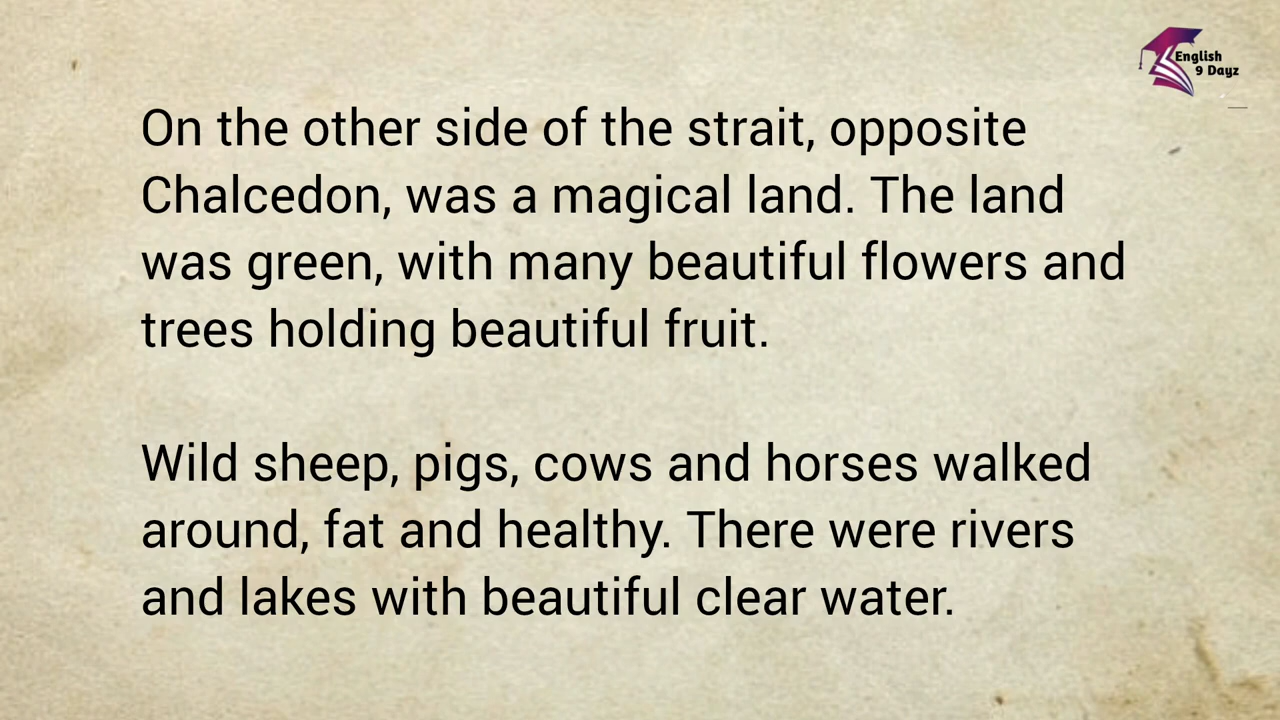 English
9 Dayz
On the other side of the strait, opposite
Chalcedon, was a magical land. The land
was green, with many beautiful flowers and
trees holding beautiful fruit.
Wild sheep, pigs, cows and horses walked
around, fat and healthy. There were rivers
and lakes with beautiful clear water.